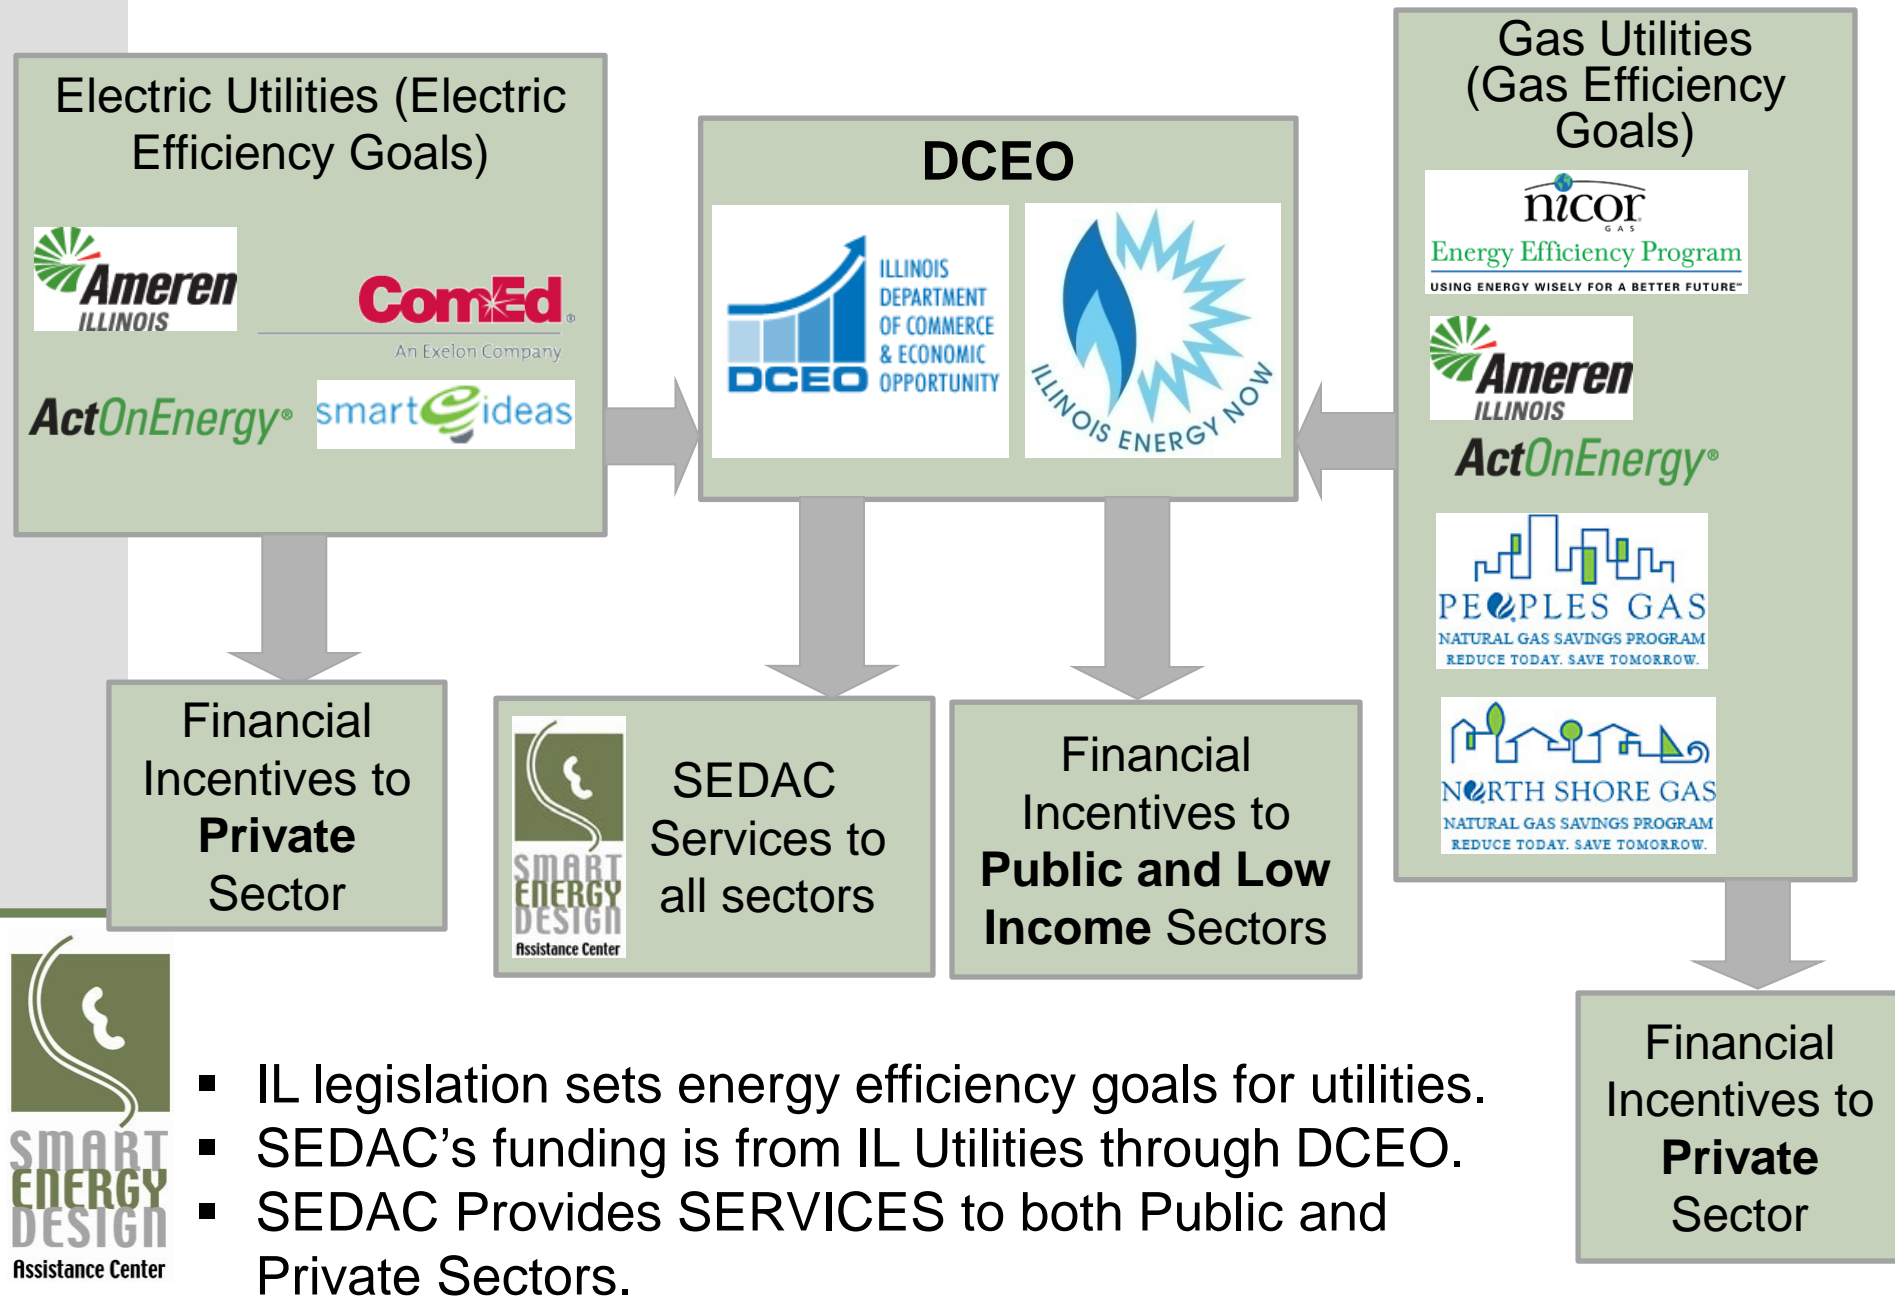 Electric Utilities (Electric
Efficiency Goals)
Ameren
ILLINOIS
ComEd®
An Exelon Company
ActOnEnergy®
smart e ideas
DCEO
ILLINOIS
DEPARTMENT
OF COMMERCE
& ECONOMIC
OPPORTUNITY
DCEO
ILLINOIS ENERGY NOW
Gas Utilities
(Gas Efficiency
Goals)
nicor
GAS
Energy Efficiency Program
USING ENERGY WISELY FOR A BETTER FUTURE℠
Ameren
ILLINOIS
ActOnEnergy®
PEOPLES GAS
NATURAL GAS SAVINGS PROGRAM
REDUCE TODAY. SAVE TOMORROW.
NORTH SHORE GAS
NATURAL GAS SAVINGS PROGRAM
REDUCE TODAY. SAVE TOMORROW.
Financial
Incentives to
Private
Sector
SMART
ENERGY
DESIGN
Assistance Center
SEDAC
Services to
all sectors
Financial
Incentives to
Public and Low
Income Sectors
Financial
Incentives to
Private
Sector
SMART
ENERGY
DESIGN
Assistance Center
▪ IL legislation sets energy efficiency goals for utilities.
▪ SEDAC’s funding is from IL Utilities through DCEO.
▪ SEDAC Provides SERVICES to both Public and
Private Sectors.